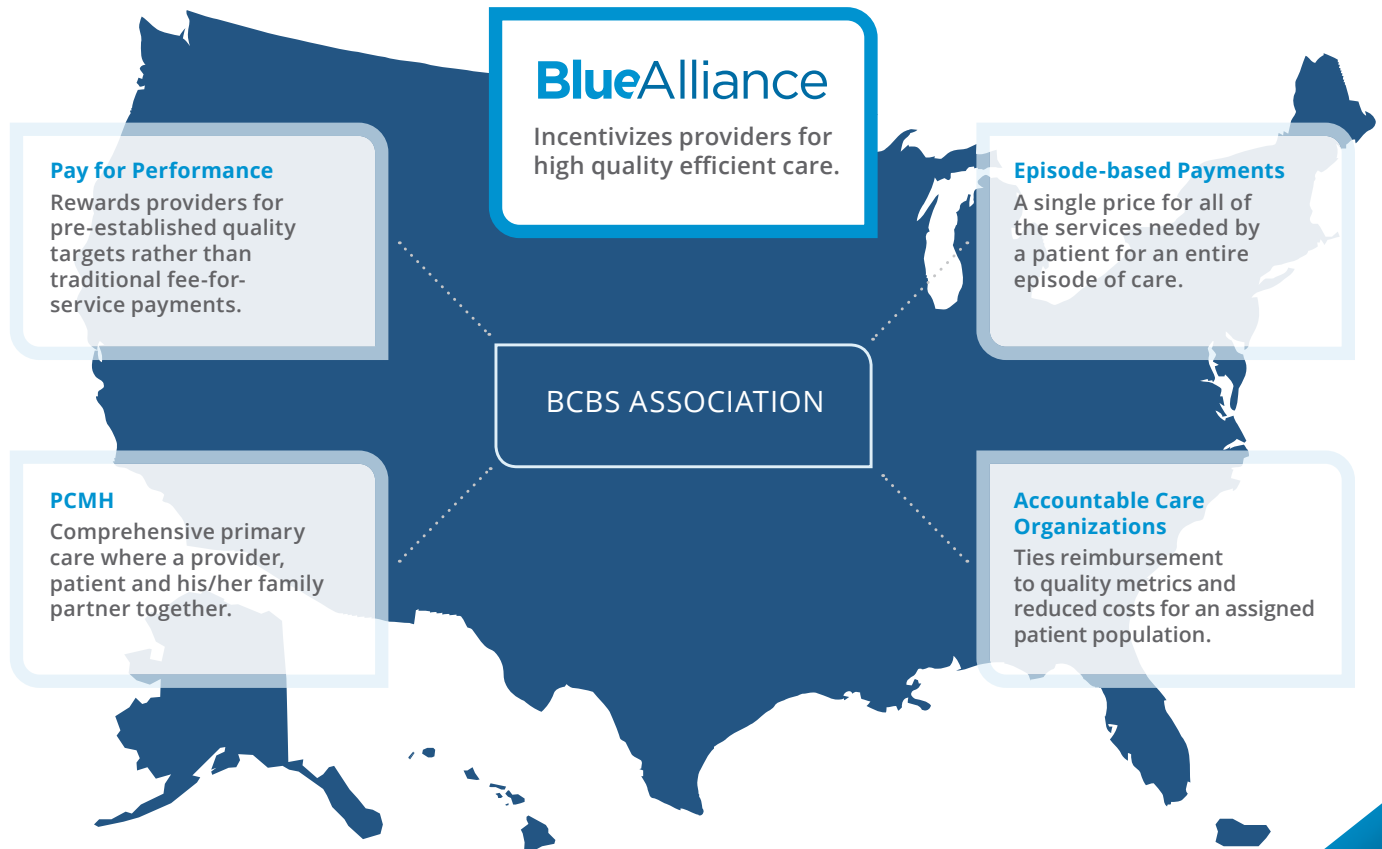 BlueAlliance
Incentivizes providers for
high quality efficient care.
Pay for Performance
Rewards providers for
pre-established quality
targets rather than
traditional fee-for-
service payments.
Episode-based Payments
A single price for all of
the services needed by
a patient for an entire
episode of care.
BCBS ASSOCIATION
PCMH
Comprehensive primary
care where a provider,
patient and his/her family
partner together.
Accountable Care
Organizations
Ties reimbursement
to quality metrics and
reduced costs for an assigned
patient population.